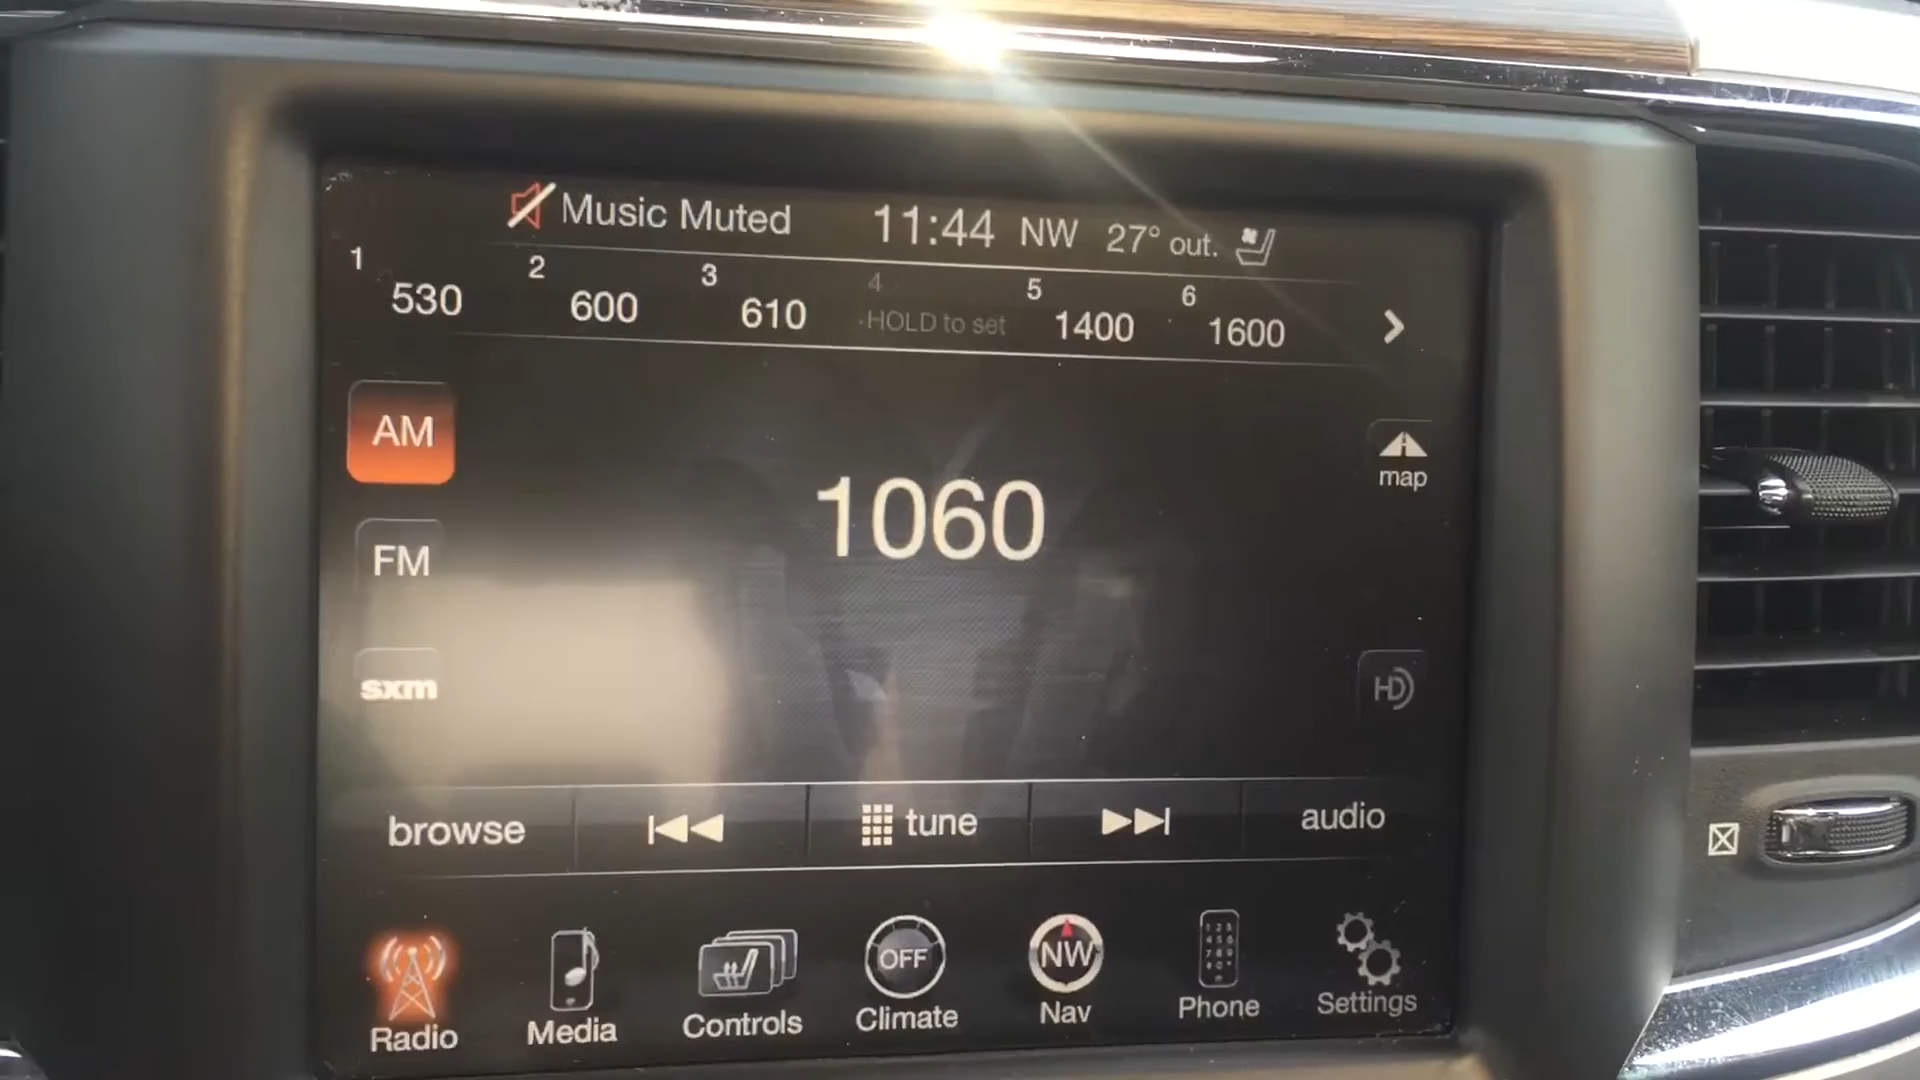 Music Muted 11:44 NW 27° out.
1 530 2 600 3 610 4 HOLD to set 5 1400 6 1600
AM
map
1060
FM
sxm
HD
browse tune audio
OFF NW
Radio Media Controls Climate Nav Phone Settings